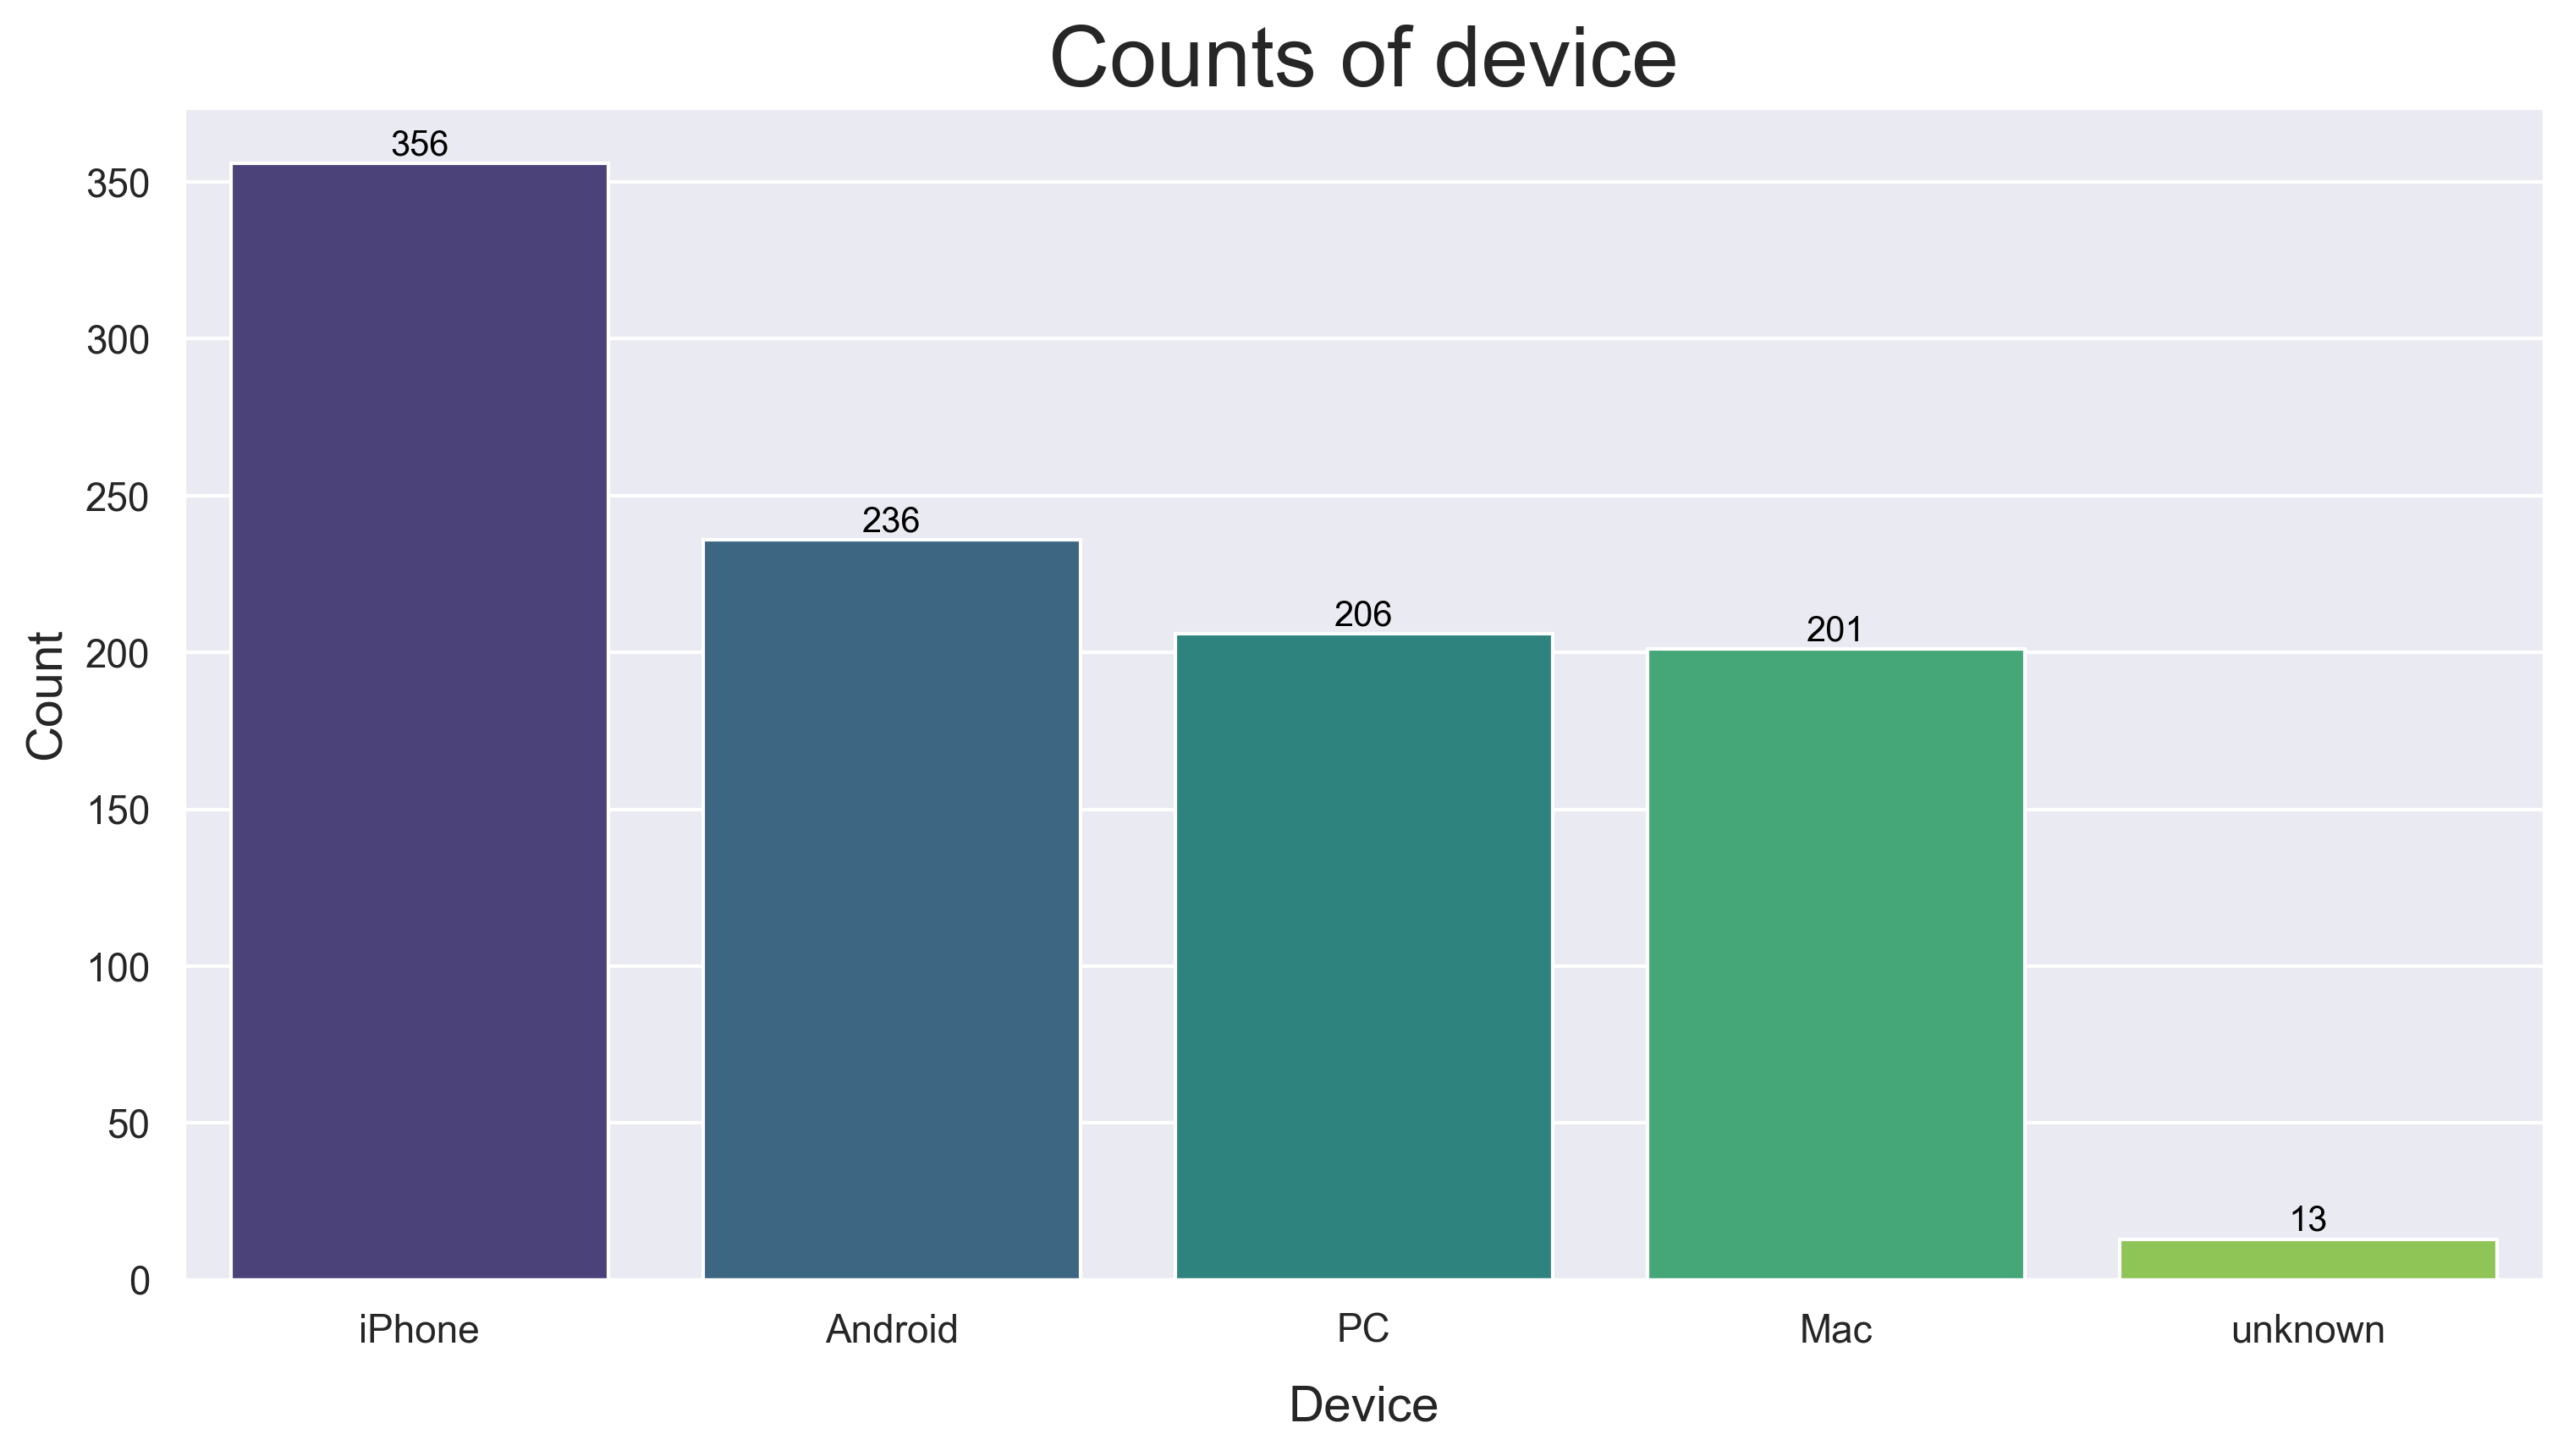 Counts of device
356
350
300
250
236
206
201
200
150
100
50
13
0
Count
iPhone
Android
PC
Mac
unknown
Device